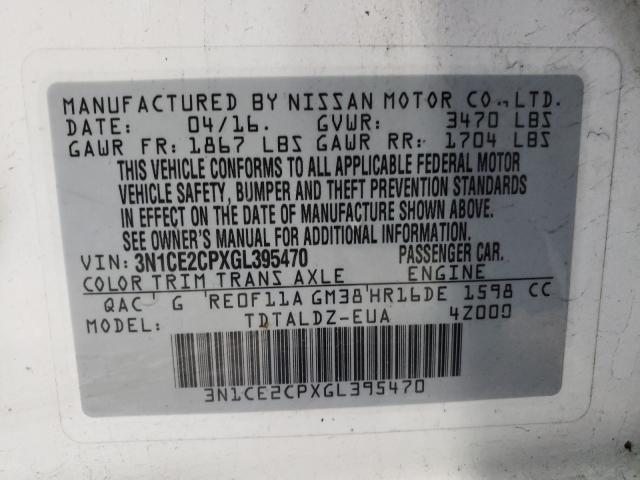 MANUFACTURED BY NISSAN MOTOR CO., LTD.
DATE: 04/16. GVWR: 3470 LBS
GAWR FR: 1867 LBS GAWR RR: 1704 LBS
THIS VEHICLE CONFORMS TO ALL APPLICABLE FEDERAL MOTOR
VEHICLE SAFETY, BUMPER AND THEFT PREVENTION STANDARDS
IN EFFECT ON THE DATE OF MANUFACTURE SHOWN ABOVE.
SEE OWNER'S MANUAL FOR ADDITIONAL INFORMATION.
VIN: 3N1CE2CPXGL395470 PASSENGER CAR.
COLOR TRIM TRANS AXLE ENGINE
QAC G RE0F11A GM38 HR16DE 1598 CC
MODEL: TDTALDZ-EUA 4Z000
3N1CE2CPXGL395470